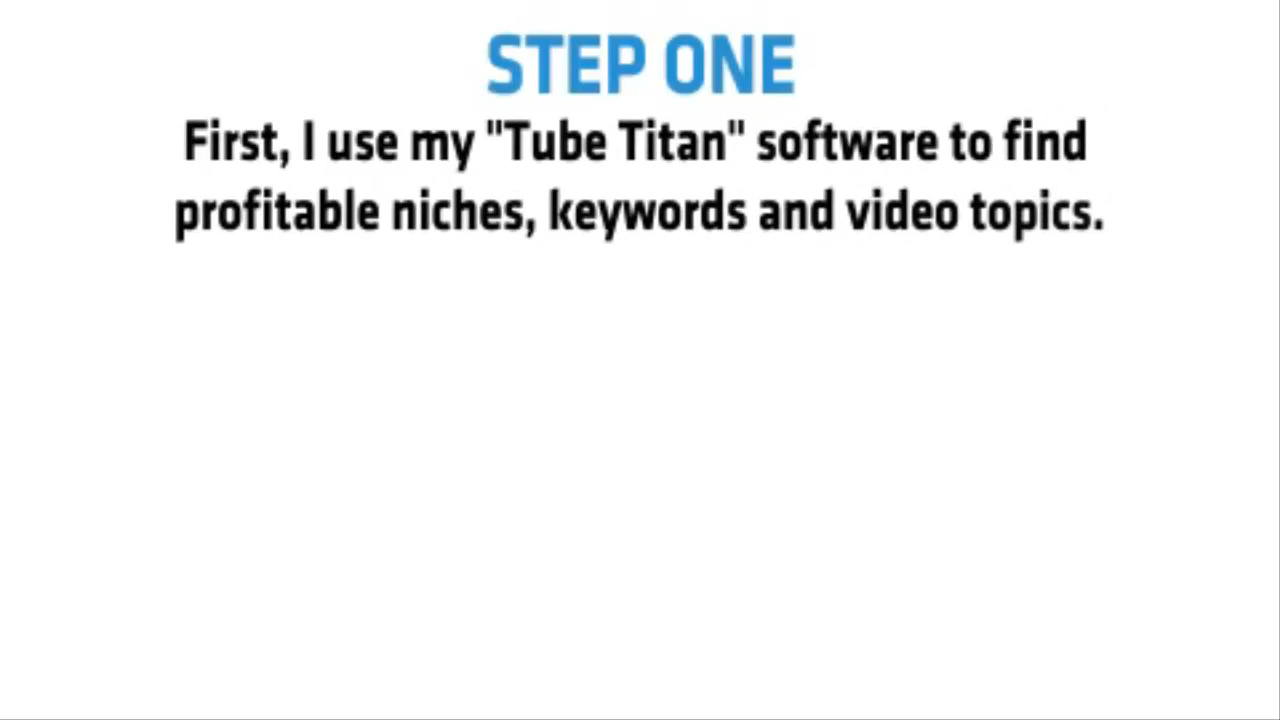 STEP ONE
First, I use my "Tube Titan" software to find
profitable niches, keywords and video topics.